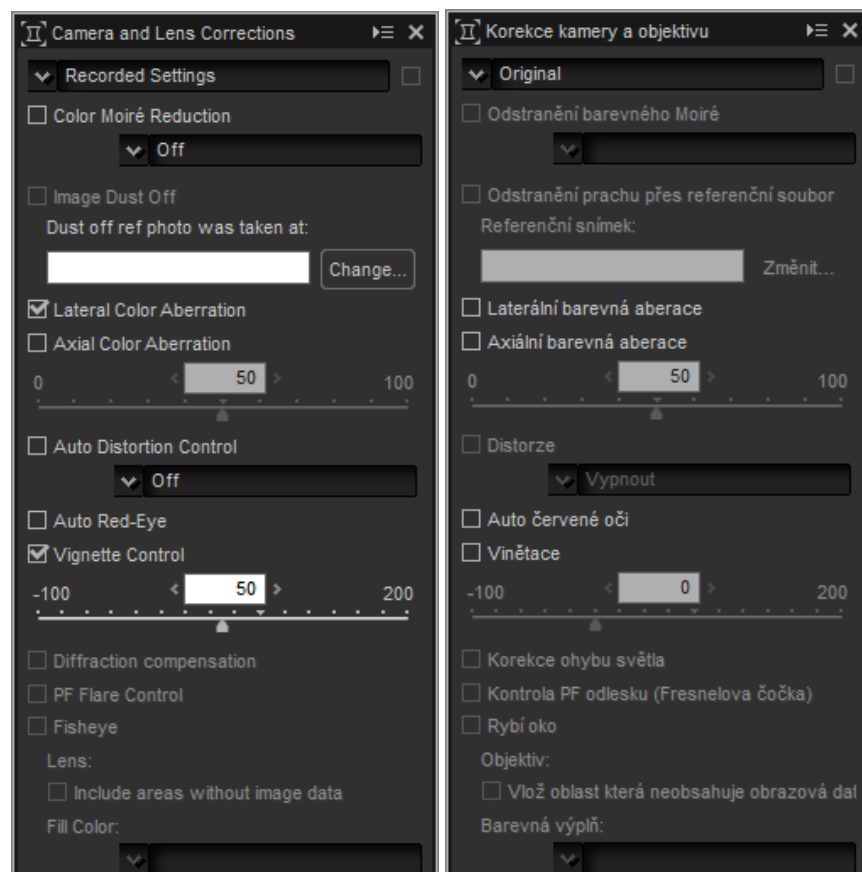 Camera and Lens Corrections
Recorded Settings
Color Moiré Reduction
Off
Image Dust Off
Dust off ref photo was taken at:
Change...
Lateral Color Aberration
Axial Color Aberration
0 50 100
Auto Distortion Control
Off
Auto Red-Eye
Vignette Control
-100 50 200
Diffraction compensation
PF Flare Control
Fisheye
Lens:
Include areas without image data
Fill Color:
Korekce kamery a objektivu
Original
Odstranění barevného Moiré
Odstranění prachu přes referenční soubor
Referenční snímek:
Změnit...
Laterální barevná aberace
Axiální barevná aberace
0 50 100
Distorze
Vypnout
Auto červené oči
Vinětace
-100 0 200
Korekce ohybu světla
Kontrola PF odlesku (Fresnelova čočka)
Rybí oko
Objektiv:
Vlož oblast která neobsahuje obrazová dat
Barevná výplň: